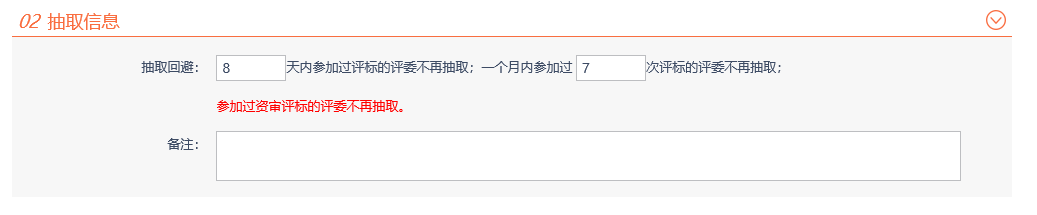 02 抽取信息
抽取回避： 8 天内参加过评标的评委不再抽取；一个月内参加过 7 次评标的评委不再抽取；
参加过资审评标的评委不再抽取。
备注：